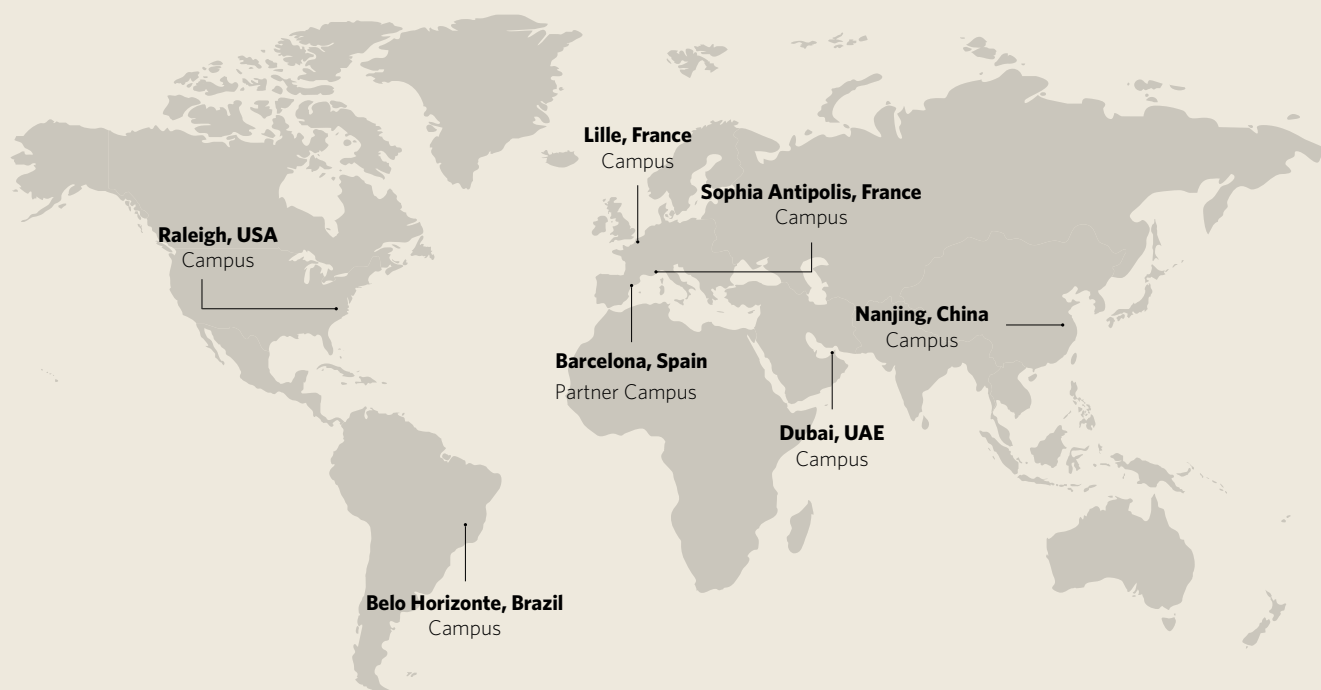 Lille, France
Campus
Sophia Antipolis, France
Campus
Raleigh, USA
Campus
Nanjing, China
Campus
Barcelona, Spain
Partner Campus
Dubai, UAE
Campus
Belo Horizonte, Brazil
Campus